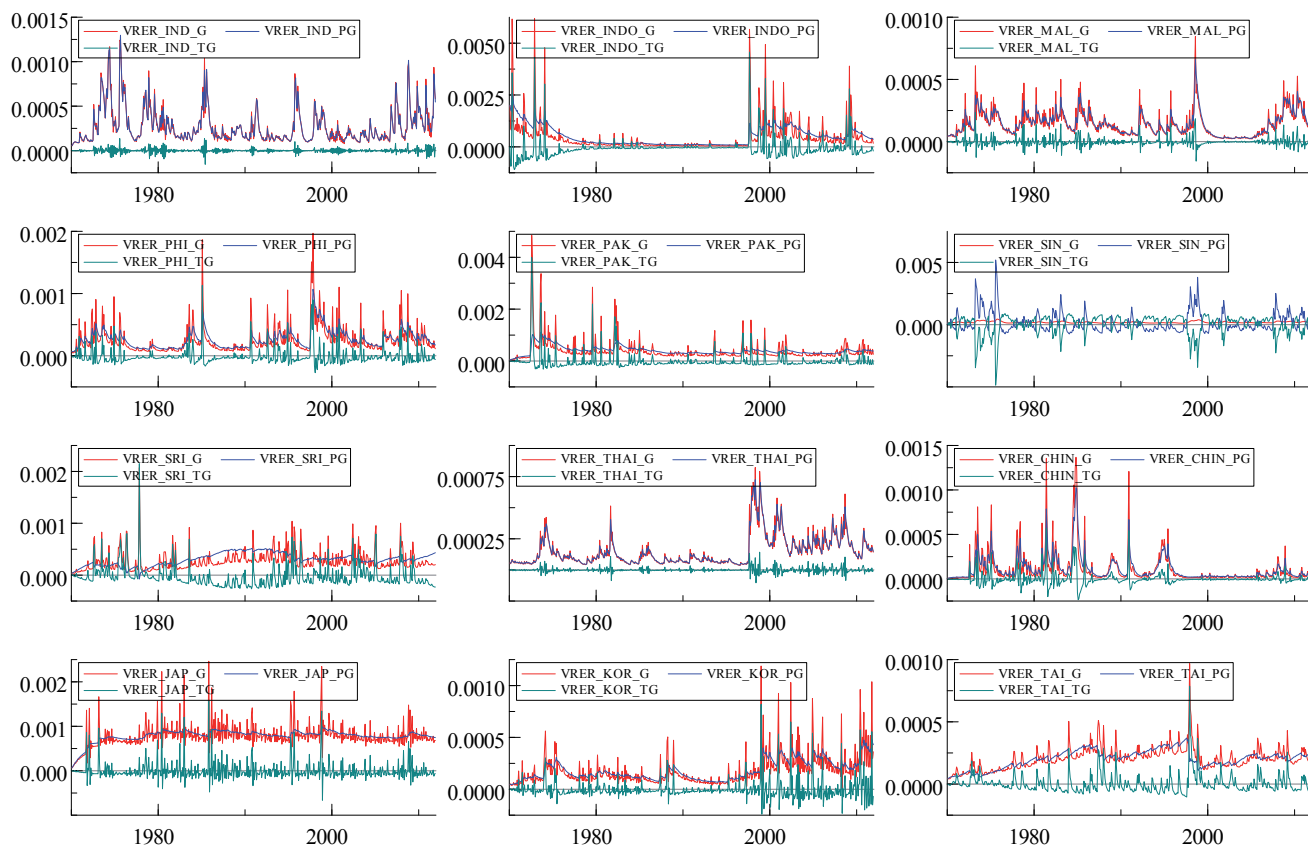 0.0015 VRER_IND_G VRER_IND_PG
VRER_IND_TG
0.0010
0.0005
0.0000
1980 2000
VRER_INDO_G VRER_INDO_PG
VRER_INDO_TG
0.0050
0.0025
0.0000
1980 2000
0.0010 VRER_MAL_G VRER_MAL_PG
VRER_MAL_TG
0.0005
0.0000
1980 2000
0.002 VRER_PHI_G VRER_PHI_PG
VRER_PHI_TG
0.001
0.000
1980 2000
VRER_PAK_G VRER_PAK_PG
VRER_PAK_TG
0.004
0.002
0.000
1980 2000
VRER_SIN_G VRER_SIN_PG
VRER_SIN_TG
0.005
0.000
1980 2000
VRER_SRI_G VRER_SRI_PG
VRER_SRI_TG
0.002
0.001
0.000
1980 2000
VRER_THAI_G VRER_THAI_PG
VRER_THAI_TG
0.00075
0.00025
1980 2000
0.0015 VRER_CHIN_G VRER_CHIN_PG
VRER_CHIN_TG
0.0010
0.0005
0.0000
1980 2000
VRER_JAP_G VRER_JAP_PG
VRER_JAP_TG
0.002
0.001
0.000
1980 2000
VRER_KOR_G VRER_KOR_PG
VRER_KOR_TG
0.0010
0.0005
0.0000
1980 2000
0.0010 VRER_TAI_G VRER_TAI_PG
VRER_TAI_TG
0.0005
0.0000
1980 2000